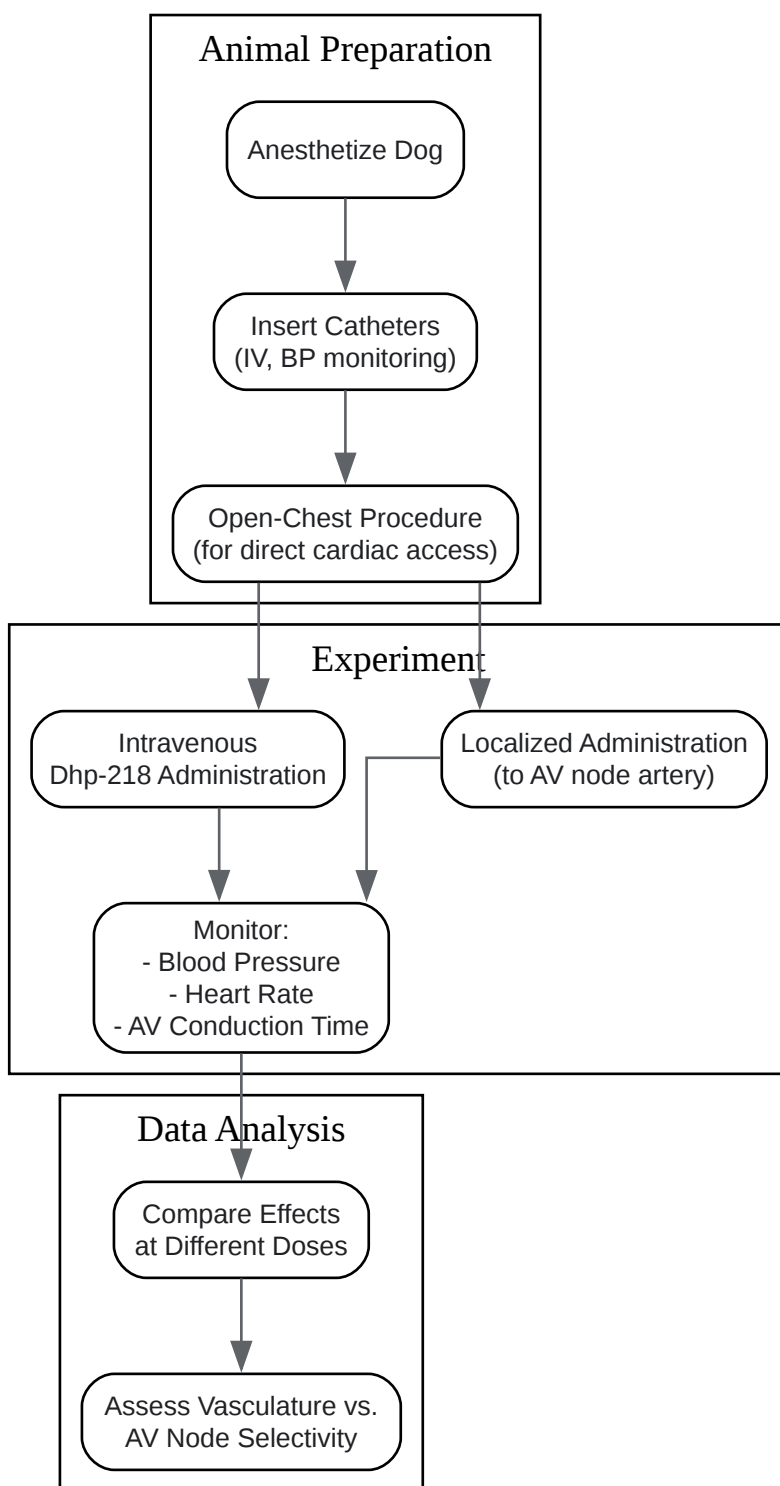 Animal Preparation
Anesthetize Dog
Insert Catheters
(IV, BP monitoring)
Open-Chest Procedure
(for direct cardiac access)
Experiment
Intravenous
Dhp-218 Administration
Localized Administration
(to AV node artery)
Monitor:
- Blood Pressure
- Heart Rate
- AV Conduction Time
Data Analysis
Compare Effects
at Different Doses
Assess Vasculature vs.
AV Node Selectivity